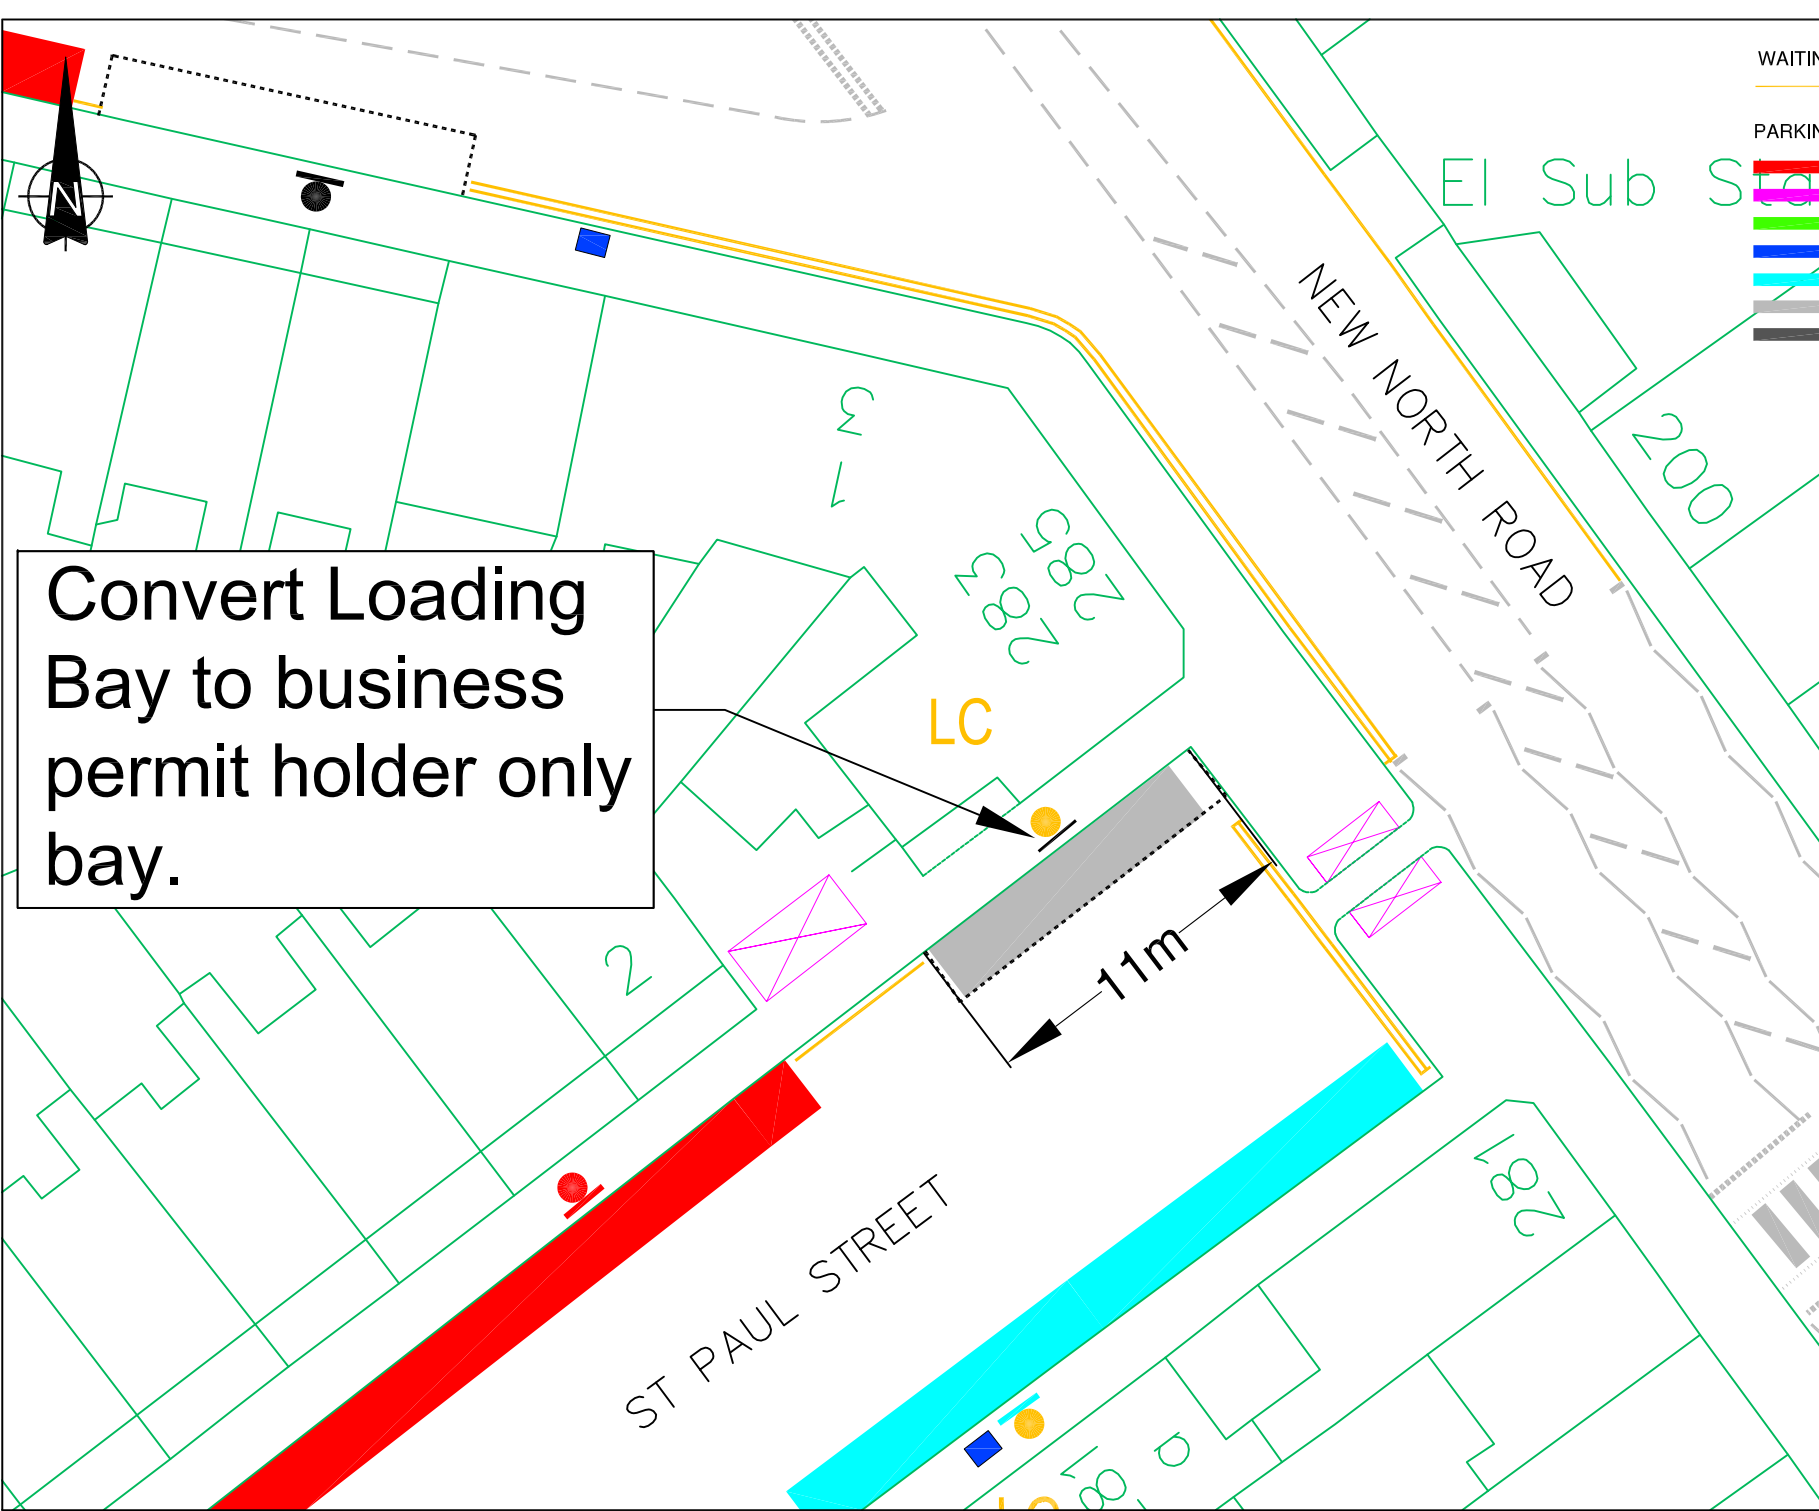 WAITIN
PARKIN
N
El Sub Sta
NEW NORTH ROAD
200
3
1
285
283
LC
Convert Loading
Bay to business
permit holder only
bay.
2
11m
281
ST PAUL STREET